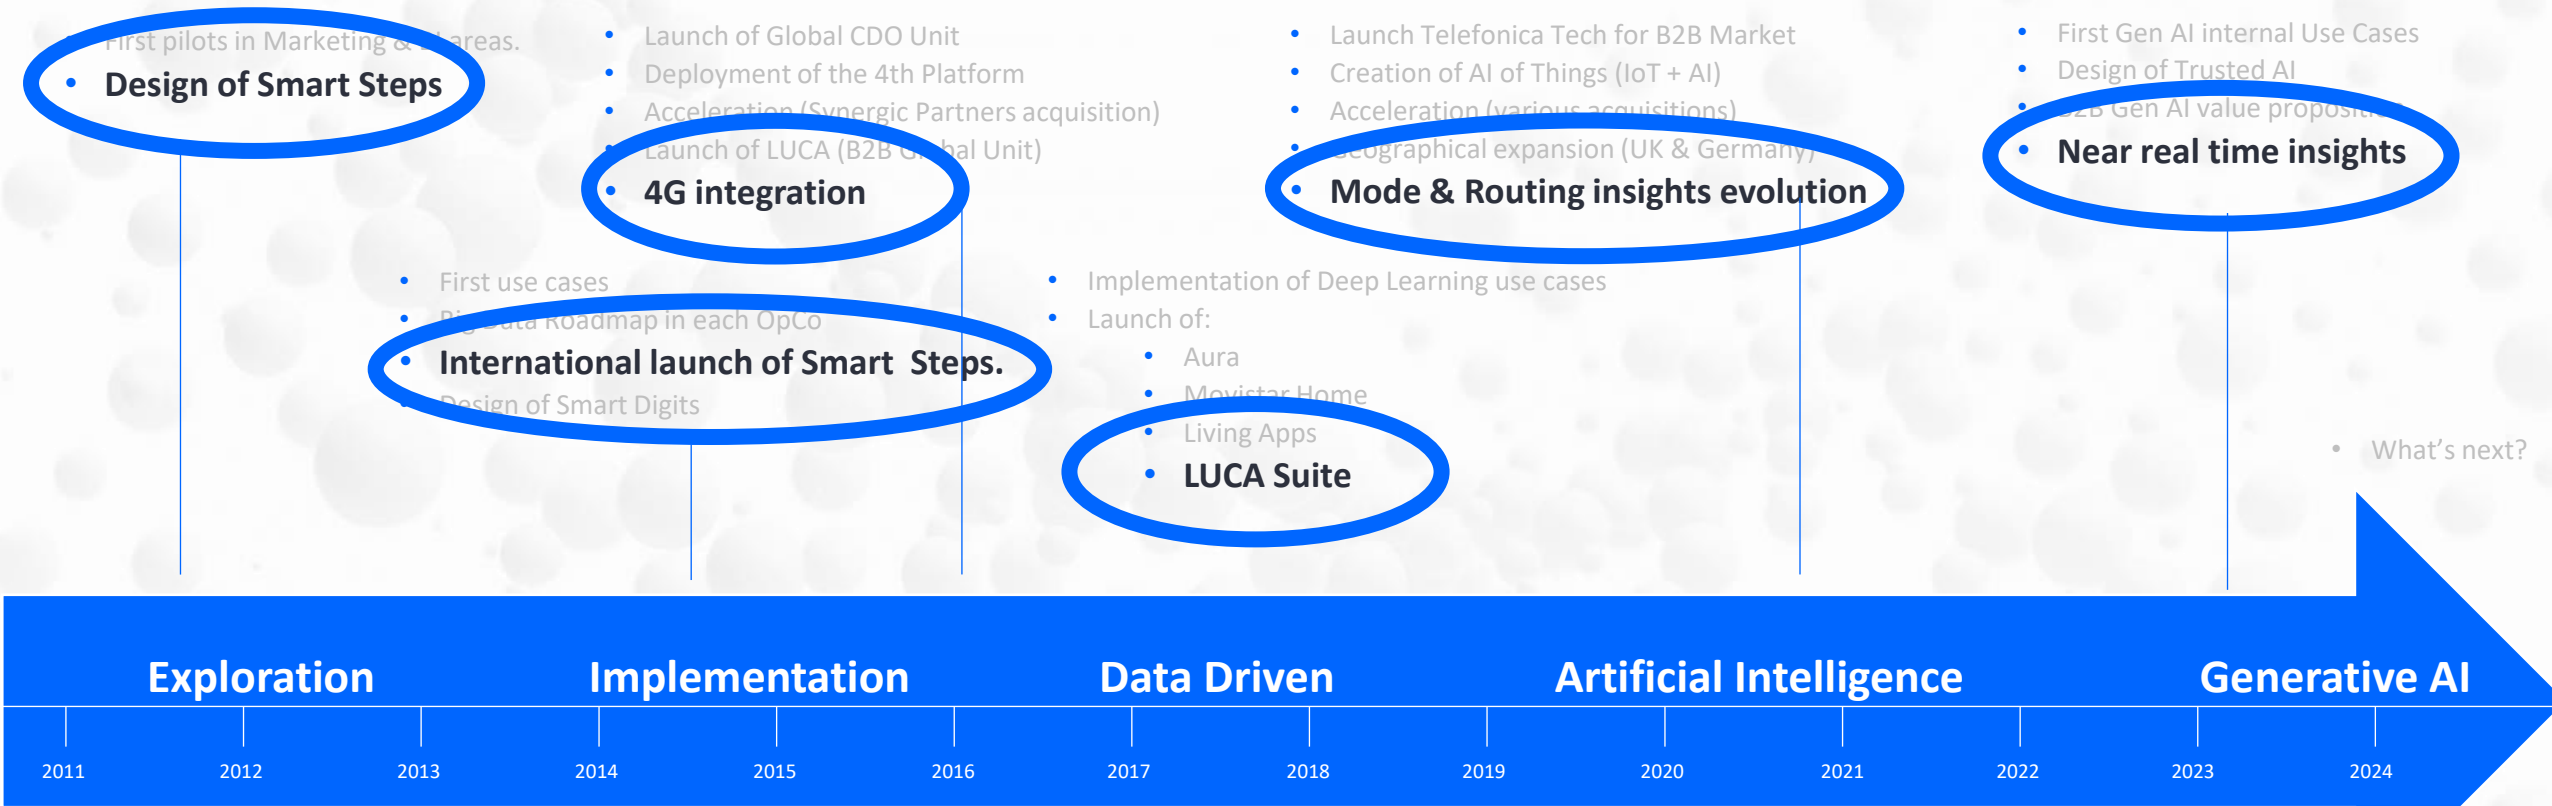 First pilots in Marketing & areas.
Design of Smart Steps
Launch of Global CDO Unit
Deployment of the 4th Platform
Acceleration (Synergic Partners acquisition)
Launch of LUCA (B2B Global Unit)
4G integration
Launch Telefonica Tech for B2B Market
Creation of AI of Things (IoT + AI)
Acceleration (various acquisitions)
Geographical expansion (UK & Germany)
Mode & Routing insights evolution
First Gen AI internal Use Cases
Design of Trusted AI
B2B Gen AI value proposition
Near real time insights
First use cases
Big Data Roadmap in each OpCo
International launch of Smart  Steps.
Design of Smart Digits
Implementation of Deep Learning use cases
Launch of:
Aura
Movistar Home
Living Apps
LUCA Suite
What's next?
Exploration
Implementation
Data Driven
Artificial Intelligence
Generative AI
2011
2012
2013
2014
2015
2016
2017
2018
2019
2020
2021
2022
2023
2024